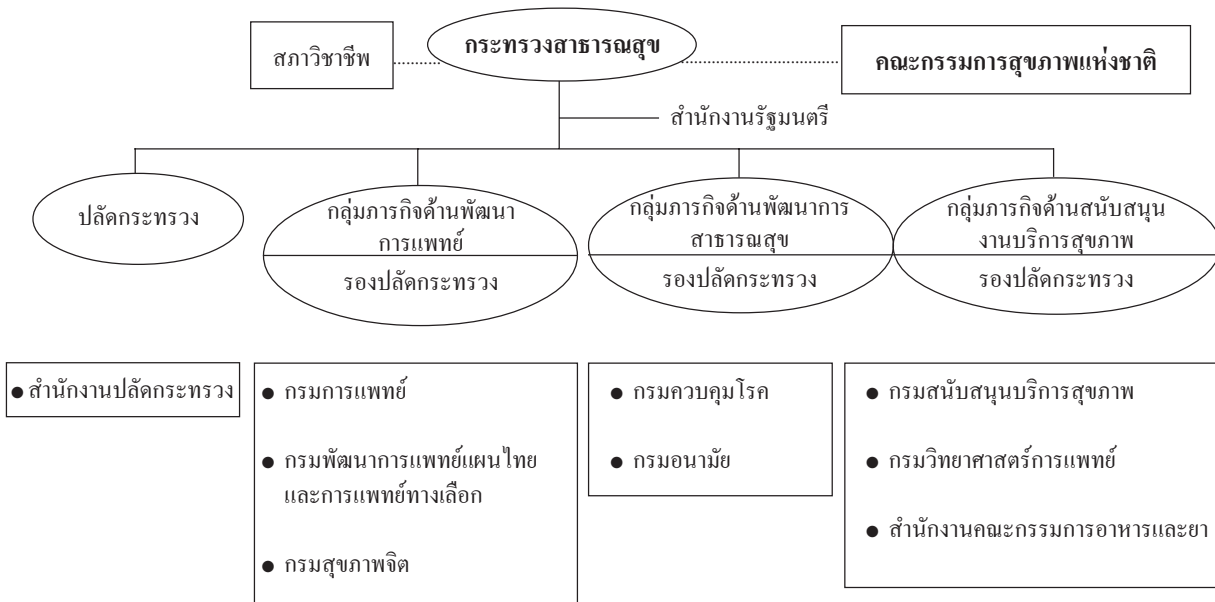 สภาวิชาชีพ
กระทรวงสาธารณสุข
คณะกรรมการสุขภาพแห่งชาติ
สำนักงานรัฐมนตรี
ปลัดกระทรวง
กลุ่มภารกิจด้านพัฒนา
การแพทย์
รองปลัดกระทรวง
กลุ่มภารกิจด้านพัฒนาการ
สาธารณสุข
รองปลัดกระทรวง
กลุ่มภารกิจด้านสนับสนุน
งานบริการสุขภาพ
รองปลัดกระทรวง
● สำนักงานปลัดกระทรวง
● กรมการแพทย์
● กรมพัฒนาการแพทย์แผนไทย
และการแพทย์ทางเลือก
● กรมสุขภาพจิต
● กรมควบคุมโรค
● กรมอนามัย
● กรมสนับสนุนบริการสุขภาพ
● กรมวิทยาศาสตร์การแพทย์
● สำนักงานคณะกรรมการอาหารและยา